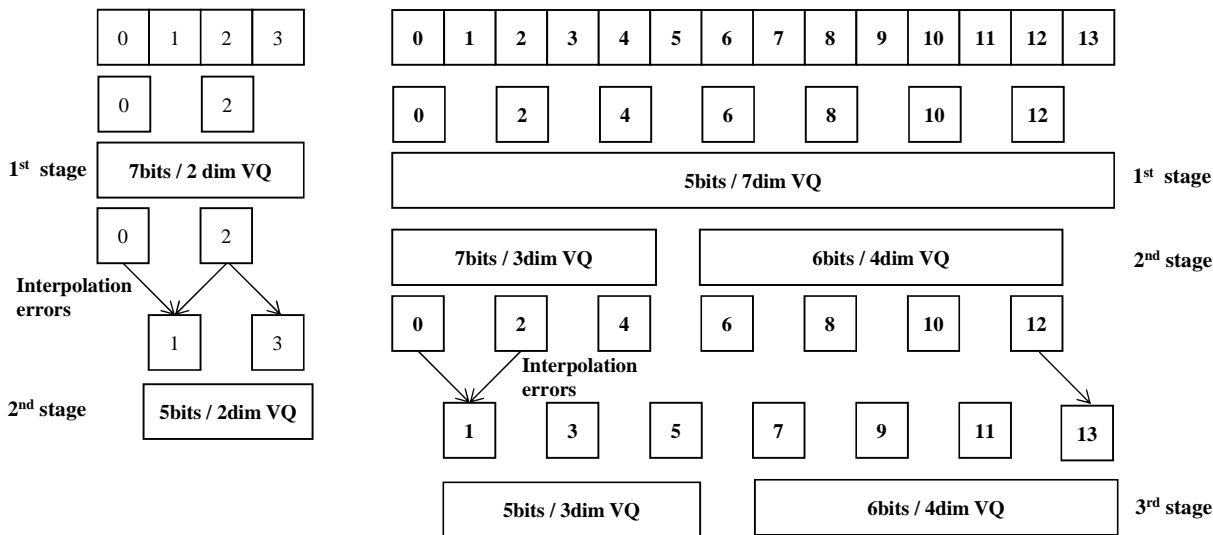 0 1 2 3
0 2
1st stage
7bits / 2 dim VQ
0 2
Interpolation
errors
1 3
2nd stage
5bits / 2dim VQ
0 1 2 3 4 5 6 7 8 9 10 11 12 13
0 2 4 6 8 10 12
5bits / 7dim VQ
1st stage
7bits / 3dim VQ
6bits / 4dim VQ
2nd stage
0 2 4 6 8 10 12
Interpolation
errors
1 3 5 7 9 11 13
5bits / 3dim VQ
6bits / 4dim VQ
3rd stage